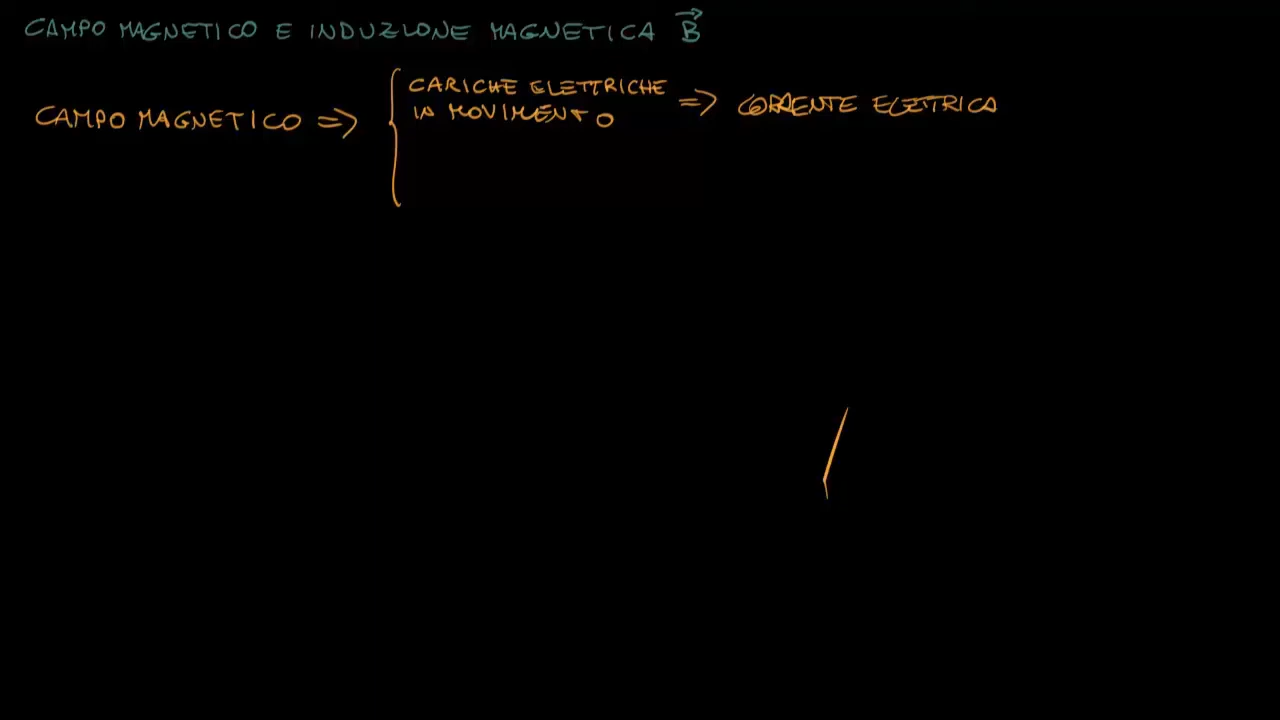 CAMPO MAGNETICO E INDUZIONE MAGNETICA B⃗
CAMPO MAGNETICO =>
CARICHE ELETTRICHE
IN MOVIMENTO
=> CORRENTE ELETTRICA